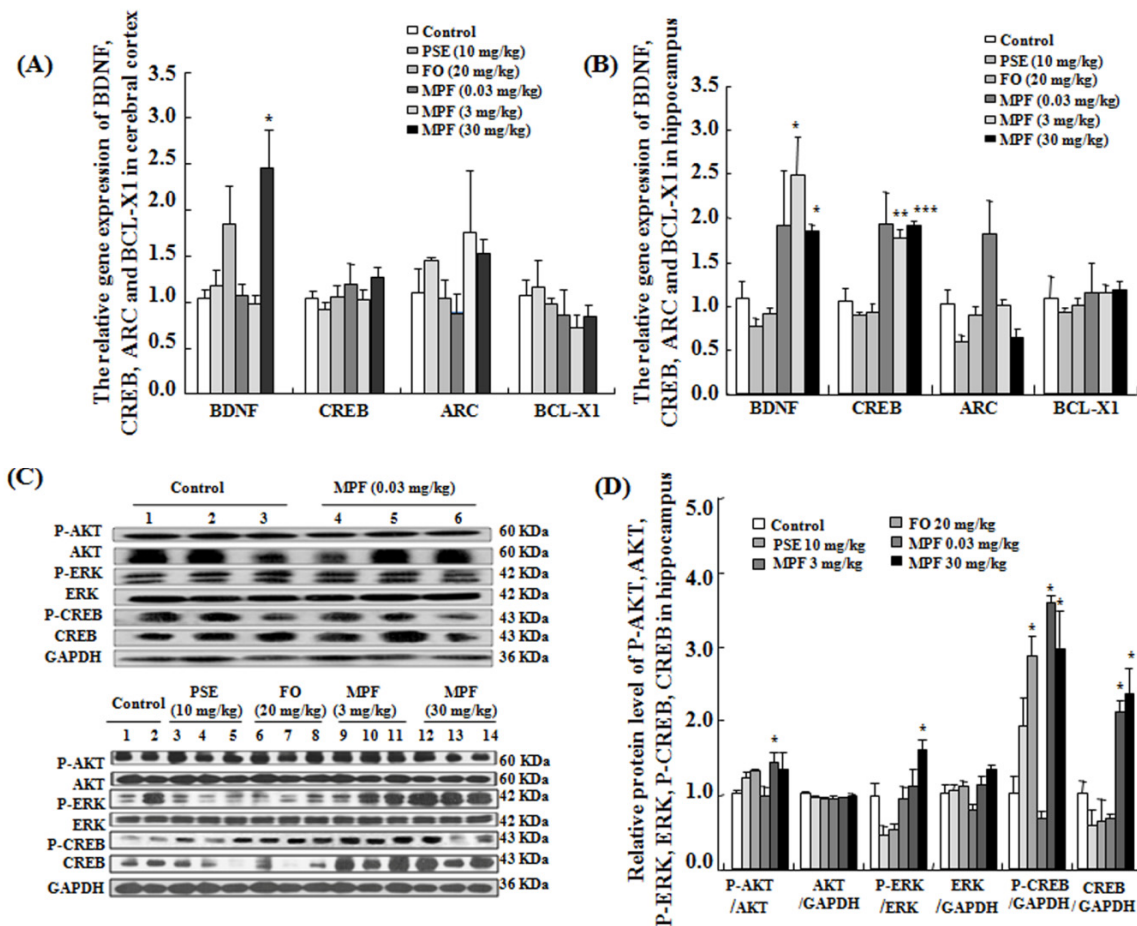 (A)
The relative gene expression of BDNF,
CREB, ARC and BCL-X1 in cerebral cortex
3.5
3.0
2.5
2.0
1.5
1.0
0.5
0.0
Control
PSE (10 mg/kg)
FO (20 mg/kg)
MPF (0.03 mg/kg)
MPF (3 mg/kg)
MPF (30 mg/kg)
*
BDNF CREB ARC BCL-X1
(B)
The relative gene expression of BDNF,
CREB, ARC and BCL-X1 in hippocampus
3.5
3.0
2.5
2.0
1.5
1.0
0.5
0.0
Control
PSE (10 mg/kg)
FO (20 mg/kg)
MPF (0.03 mg/kg)
MPF (3 mg/kg)
MPF (30 mg/kg)
* * ** ***
BDNF CREB ARC BCL-X1
(C)
Control MPF (0.03 mg/kg)
1 2 3 4 5 6
P-AKT 60 KDa
AKT 60 KDa
P-ERK 42 KDa
ERK 42 KDa
P-CREB 43 KDa
CREB 43 KDa
GAPDH 36 KDa
Control PSE FO MPF MPF
(10 mg/kg) (20 mg/kg) (3 mg/kg) (30 mg/kg)
1 2 3 4 5 6 7 8 9 10 11 12 13 14
P-AKT 60 KDa
AKT 60 KDa
P-ERK 42 KDa
ERK 42 KDa
P-CREB 43 KDa
CREB 43 KDa
GAPDH 36 KDa
(D)
Relative protein level of P-AKT, AKT,
P-ERK, ERK, P-CREB, CREB in hippocampus
5.0
4.0
3.0
2.0
1.0
0.0
Control FO 20 mg/kg
PSE 10 mg/kg MPF 0.03 mg/kg
MPF 3 mg/kg MPF 30 mg/kg
* * * * * * *
P-AKT AKT P-ERK ERK P-CREB CREB
/AKT /GAPDH /ERK /GAPDH /GAPDH /GAPDH